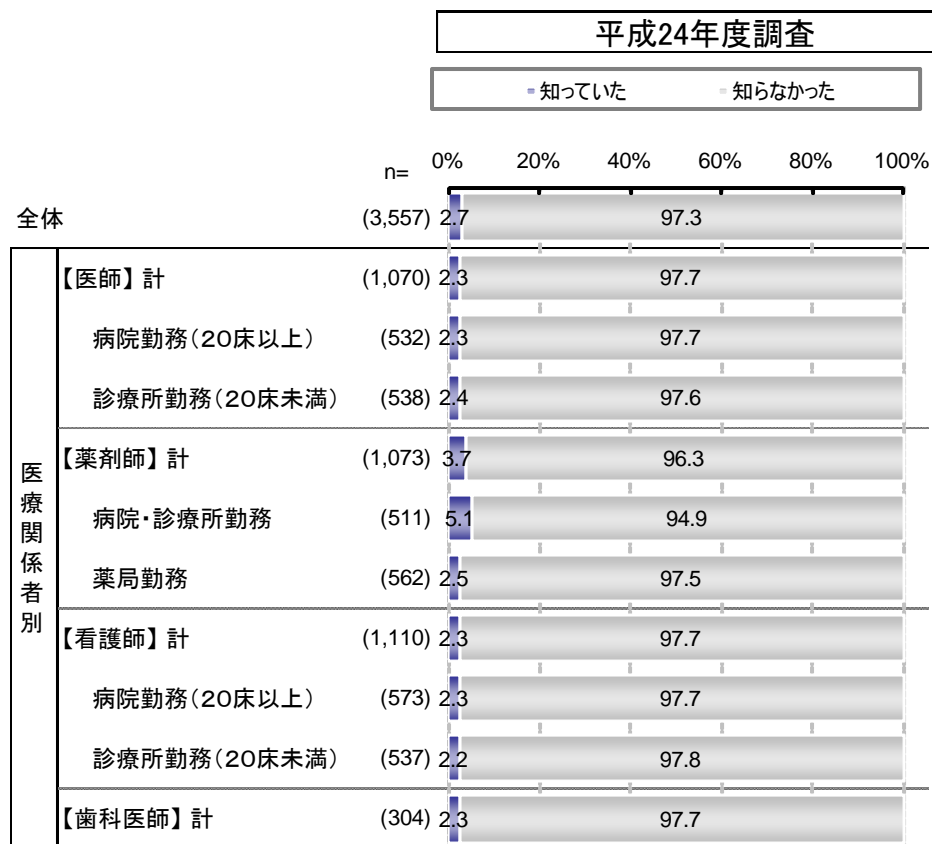 平成24年度調査
知っていた 知らなかった
n= 0% 20% 40% 60% 80% 100%
全体 (3,557) 2.7 97.3
医療関係者別
【医師】計 (1,070) 2.3 97.7
病院勤務(20床以上) (532) 2.3 97.7
診療所勤務(20床未満) (538) 2.4 97.6
【薬剤師】計 (1,073) 3.7 96.3
病院・診療所勤務 (511) 5.1 94.9
薬局勤務 (562) 2.5 97.5
【看護師】計 (1,110) 2.3 97.7
病院勤務(20床以上) (573) 2.3 97.7
診療所勤務(20床未満) (537) 2.2 97.8
【歯科医師】計 (304) 2.3 97.7